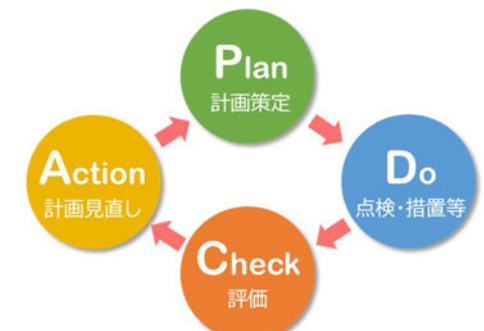 Plan
計画策定
Do
点検・措置等
Check
評価
Action
計画見直し